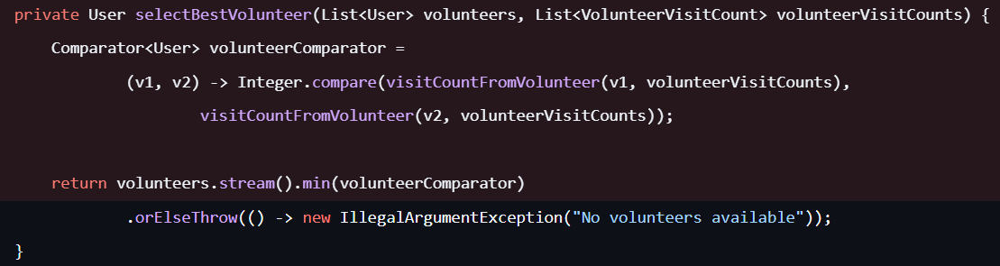 private User selectBestVolunteer(List<User> volunteers, List<VolunteerVisitCount> volunteerVisitCounts) {
Comparator<User> volunteerComparator =
(v1, v2) -> Integer.compare(visitCountFromVolunteer(v1, volunteerVisitCounts),
visitCountFromVolunteer(v2, volunteerVisitCounts));
return volunteers.stream().min(volunteerComparator)
.orElseThrow(() -> new IllegalArgumentException("No volunteers available"));
}